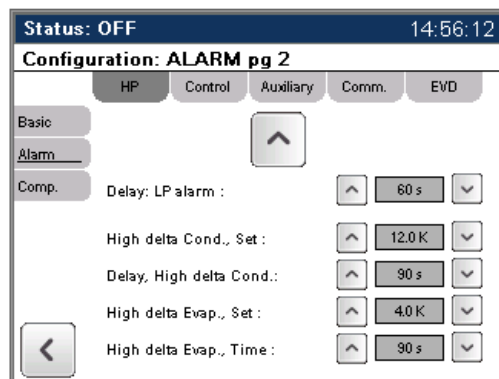 Status: OFF 14:56:12
Configuration: ALARM pg 2
HP Control Auxiliary Comm. EVD
Basic
Alarm
Comp.
Delay: LP alarm : 60 s
High delta Cond., Set : 12.0 K
Delay, High delta Cond.: 90 s
High delta Evap., Set : 4.0 K
High delta Evap., Time : 90 s